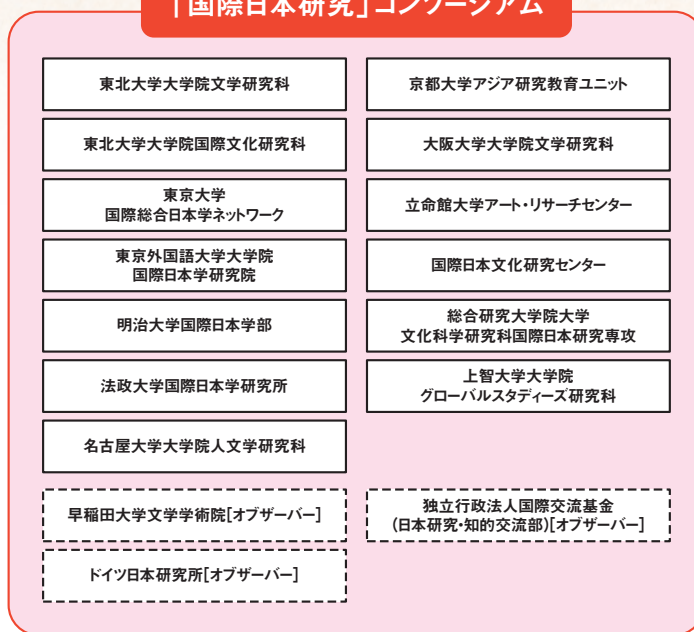 「国際日本研究」コンソーシアム
東北大学大学院文学研究科
東北大学大学院国際文化研究科
東京大学
国際総合日本学ネットワーク
東京外国語大学大学院
国際日本学研究院
明治大学国際日本学部
法政大学国際日本学研究所
名古屋大学大学院人文学研究科
京都大学アジア研究教育ユニット
大阪大学大学院文学研究科
立命館大学アート・リサーチセンター
国際日本文化研究センター
総合研究大学院大学
文化科学研究科国際日本研究専攻
上智大学大学院
グローバルスタディーズ研究科
早稲田大学文学学術院[オブザーバー]
ドイツ日本研究所[オブザーバー]
独立行政法人国際交流基金
(日本研究・知的交流部)[オブザーバー]